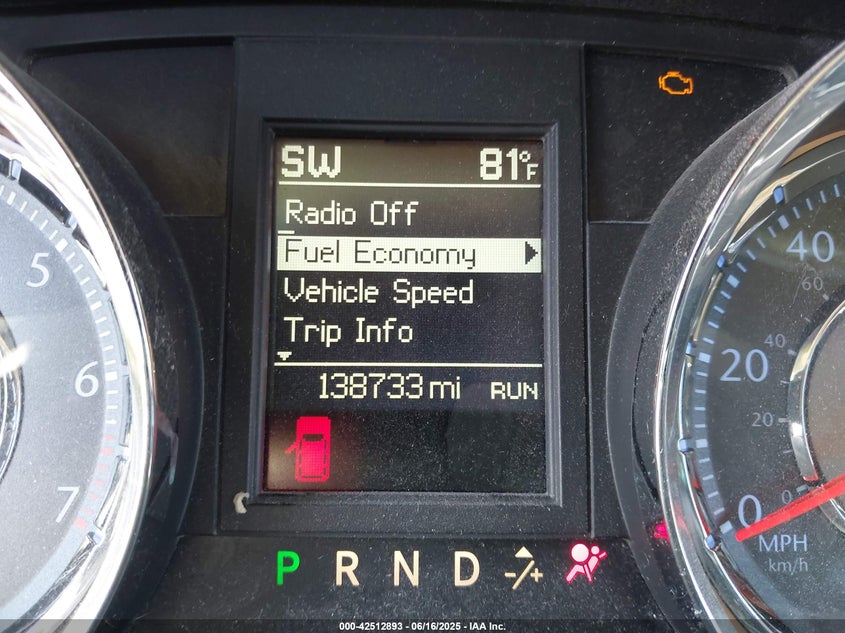 SW 81°F
Radio Off
Fuel Economy
Vehicle Speed
Trip Info
138733 mi RUN
P R N D -/+
5
6
7
40
60
40
20
20
0
0
MPH
km/h
000-42512893 - 06/16/2025 - IAA Inc.